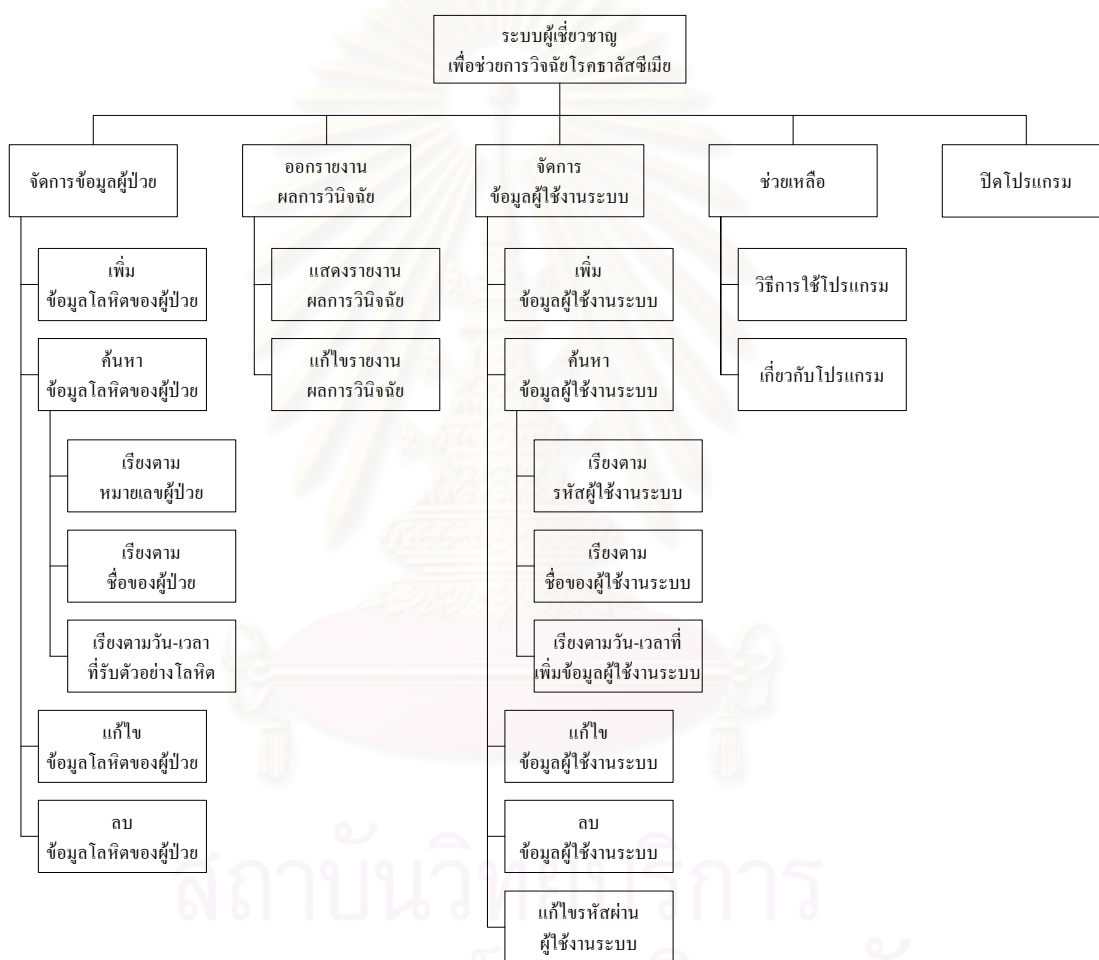 ระบบผู้เชี่ยวชาญ
เพื่อช่วยการวิจฉัยโรคธาลัสซีเมีย
จัดการข้อมูลผู้ป่วย
ออกรายงาน
ผลการวินิจฉัย
จัดการ
ข้อมูลผู้ใช้งานระบบ
ช่วยเหลือ
ปิดโปรแกรม
เพิ่ม
ข้อมูลโลหิตของผู้ป่วย
แสดงรายงาน
ผลการวินิจฉัย
เพิ่ม
ข้อมูลผู้ใช้งานระบบ
วิธีการใช้โปรแกรม
ค้นหา
ข้อมูลโลหิตของผู้ป่วย
แก้ไขรายงาน
ผลการวินิจฉัย
ค้นหา
ข้อมูลผู้ใช้งานระบบ
เกี่ยวกับโปรแกรม
เรียงตาม
หมายเลขผู้ป่วย
เรียงตาม
รหัสผู้ใช้งานระบบ
เรียงตาม
ชื่อของผู้ป่วย
เรียงตาม
ชื่อของผู้ใช้งานระบบ
เรียงตามวัน-เวลา
ที่รับตัวอย่างโลหิต
เรียงตามวัน-เวลาที่
เพิ่มข้อมูลผู้ใช้งานระบบ
แก้ไข
ข้อมูลโลหิตของผู้ป่วย
แก้ไข
ข้อมูลผู้ใช้งานระบบ
ลบ
ข้อมูลโลหิตของผู้ป่วย
ลบ
ข้อมูลผู้ใช้งานระบบ
แก้ไขรหัสผ่าน
ผู้ใช้งานระบบ
สถาบันวิทยบริการ